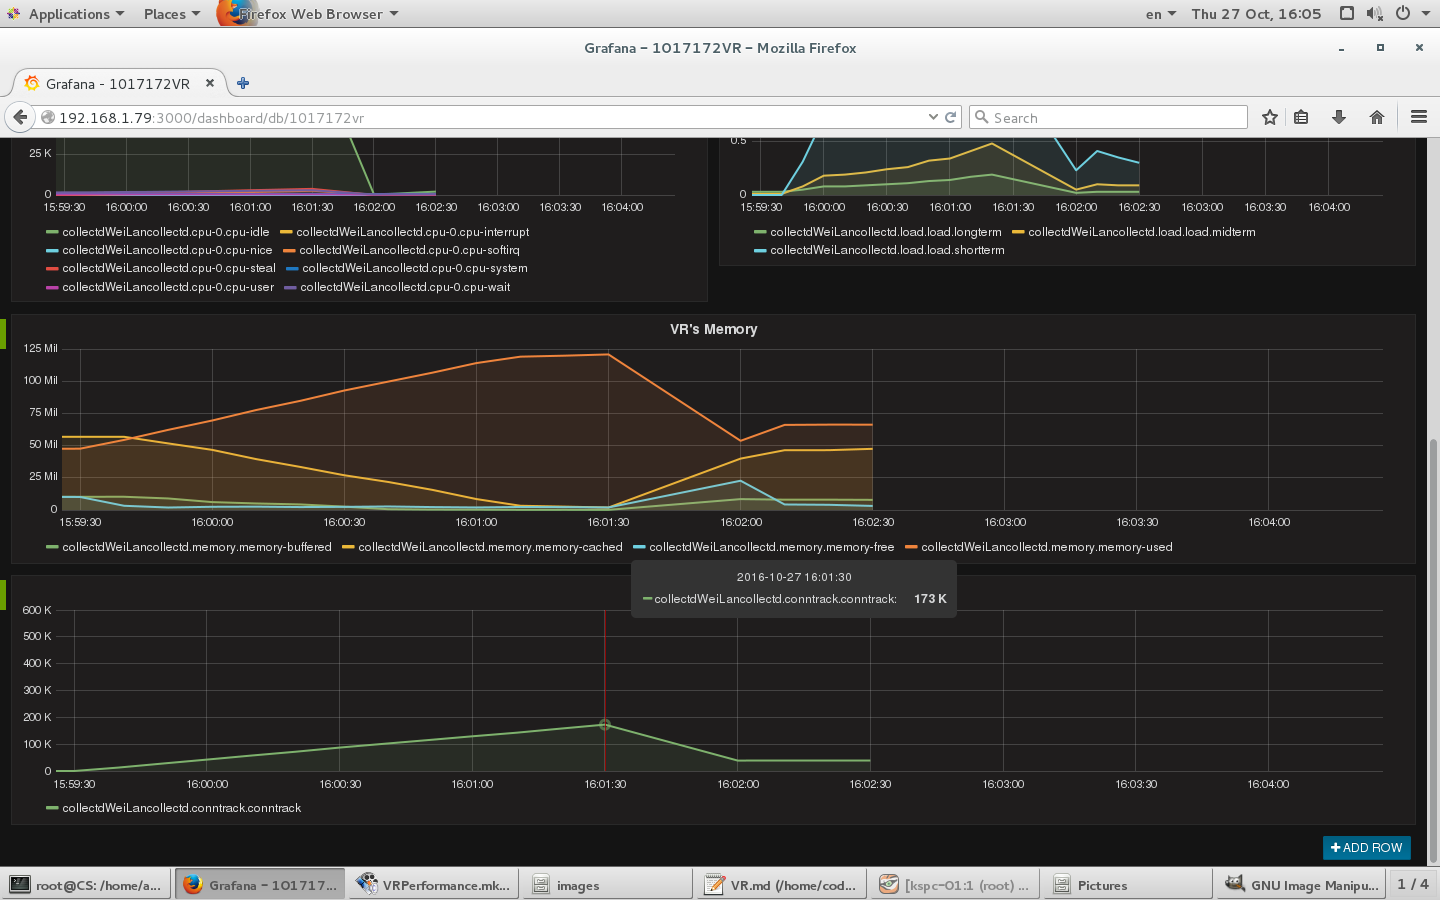 Applications Places Firefox Web Browser en Thu 27 Oct, 16:05
Grafana - 1017172VR - Mozilla Firefox
Grafana - 1017172VR
192.168.1.79:3000/dashboard/db/1017172vr Search
25 K
0
15:59:30 16:00:00 16:00:30 16:01:00 16:01:30 16:02:00 16:02:30 16:03:00 16:03:30 16:04:00
collectdWeiLancollectd.cpu-0.cpu-idle collectdWeiLancollectd.cpu-0.cpu-interrupt
collectdWeiLancollectd.cpu-0.cpu-nice collectdWeiLancollectd.cpu-0.cpu-softirq
collectdWeiLancollectd.cpu-0.cpu-steal collectdWeiLancollectd.cpu-0.cpu-system
collectdWeiLancollectd.cpu-0.cpu-user collectdWeiLancollectd.cpu-0.cpu-wait
0.5
0
15:59:30 16:00:00 16:00:30 16:01:00 16:01:30 16:02:00 16:02:30 16:03:00 16:03:30 16:04:00
collectdWeiLancollectd.load.load.longterm collectdWeiLancollectd.load.load.midterm
collectdWeiLancollectd.load.load.shortterm
VR's Memory
125 Mil
100 Mil
75 Mil
50 Mil
25 Mil
0
15:59:30 16:00:00 16:00:30 16:01:00 16:01:30 16:02:00 16:02:30 16:03:00 16:03:30 16:04:00
collectdWeiLancollectd.memory.memory-buffered collectdWeiLancollectd.memory.memory-cached collectdWeiLancollectd.memory.memory-free collectdWeiLancollectd.memory.memory-used
2016-10-27 16:01:30
collectdWeiLancollectd.conntrack.conntrack: 173 K
600 K
500 K
400 K
300 K
200 K
100 K
0
15:59:30 16:00:00 16:00:30 16:01:00 16:01:30 16:02:00 16:02:30 16:03:00 16:03:30 16:04:00
collectdWeiLancollectd.conntrack.conntrack
ADD ROW
root@CS: /home/a... Grafana - 101717... VRPerformance.mk... images VR.md (/home/cod... [kspc-01:1 (root) ... Pictures GNU Image Manipu... 1 / 4